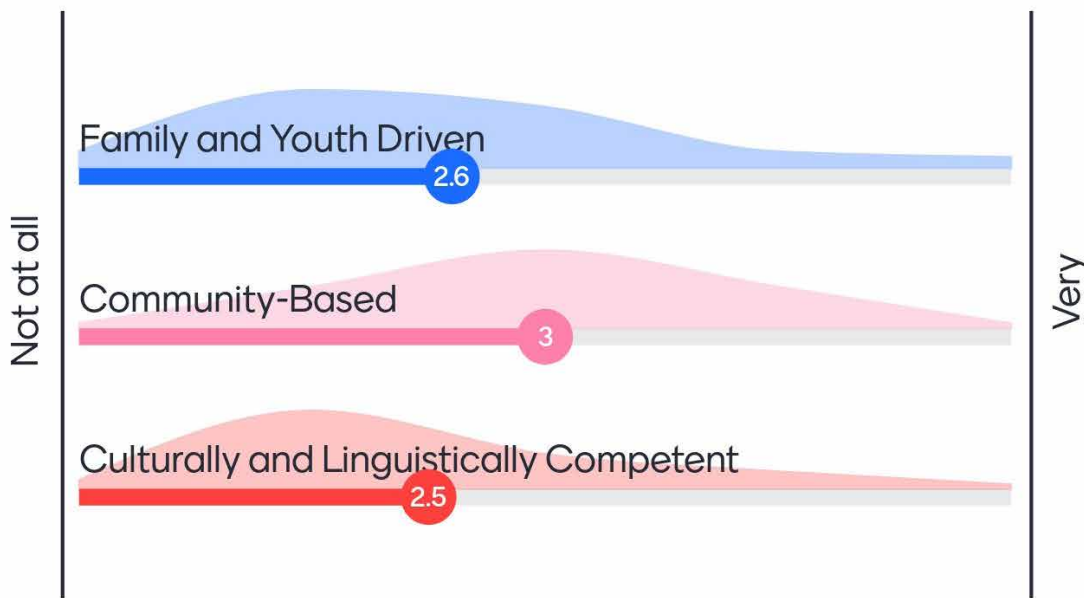 Not at all
Family and Youth Driven
2.6
Community-Based
3
Culturally and Linguistically Competent
2.5
Very